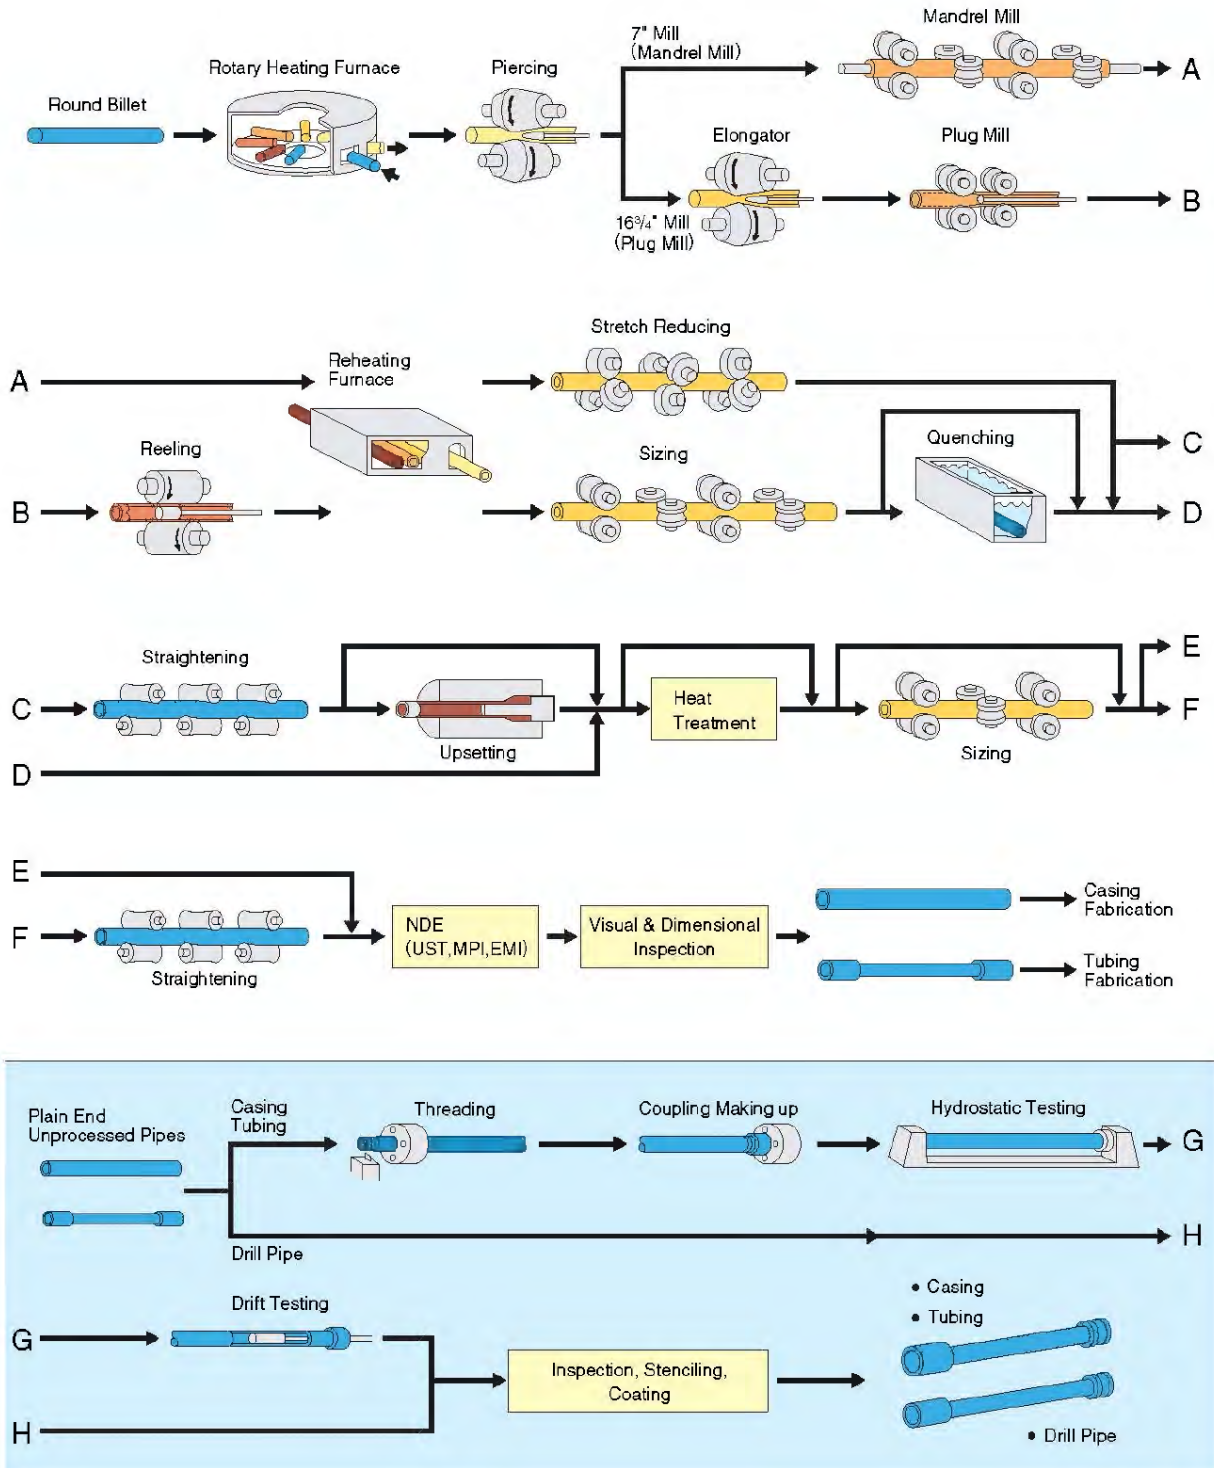 Mandrel Mill
7" Mill
(Mandrel Mill)
Rotary Heating Furnace
Piercing
A
Round Billet
Elongator
Plug Mill
B
16 3/4" Mill
(Plug Mill)
Stretch Reducing
A
Reheating
Furnace
Reeling
Sizing
Quenching
C
B
D
Straightening
E
C
Heat
Treatment
F
Upsetting
Sizing
D
E
Casing
Fabrication
F
NDE
(UST,MPI,EMI)
Visual & Dimensional
Inspection
Straightening
Tubing
Fabrication
Plain End
Unprocessed Pipes
Casing
Tubing
Threading
Coupling Making up
Hydrostatic Testing
G
H
Drill Pipe
Drift Testing
• Casing
• Tubing
G
Inspection, Stenciling,
Coating
H
• Drill Pipe